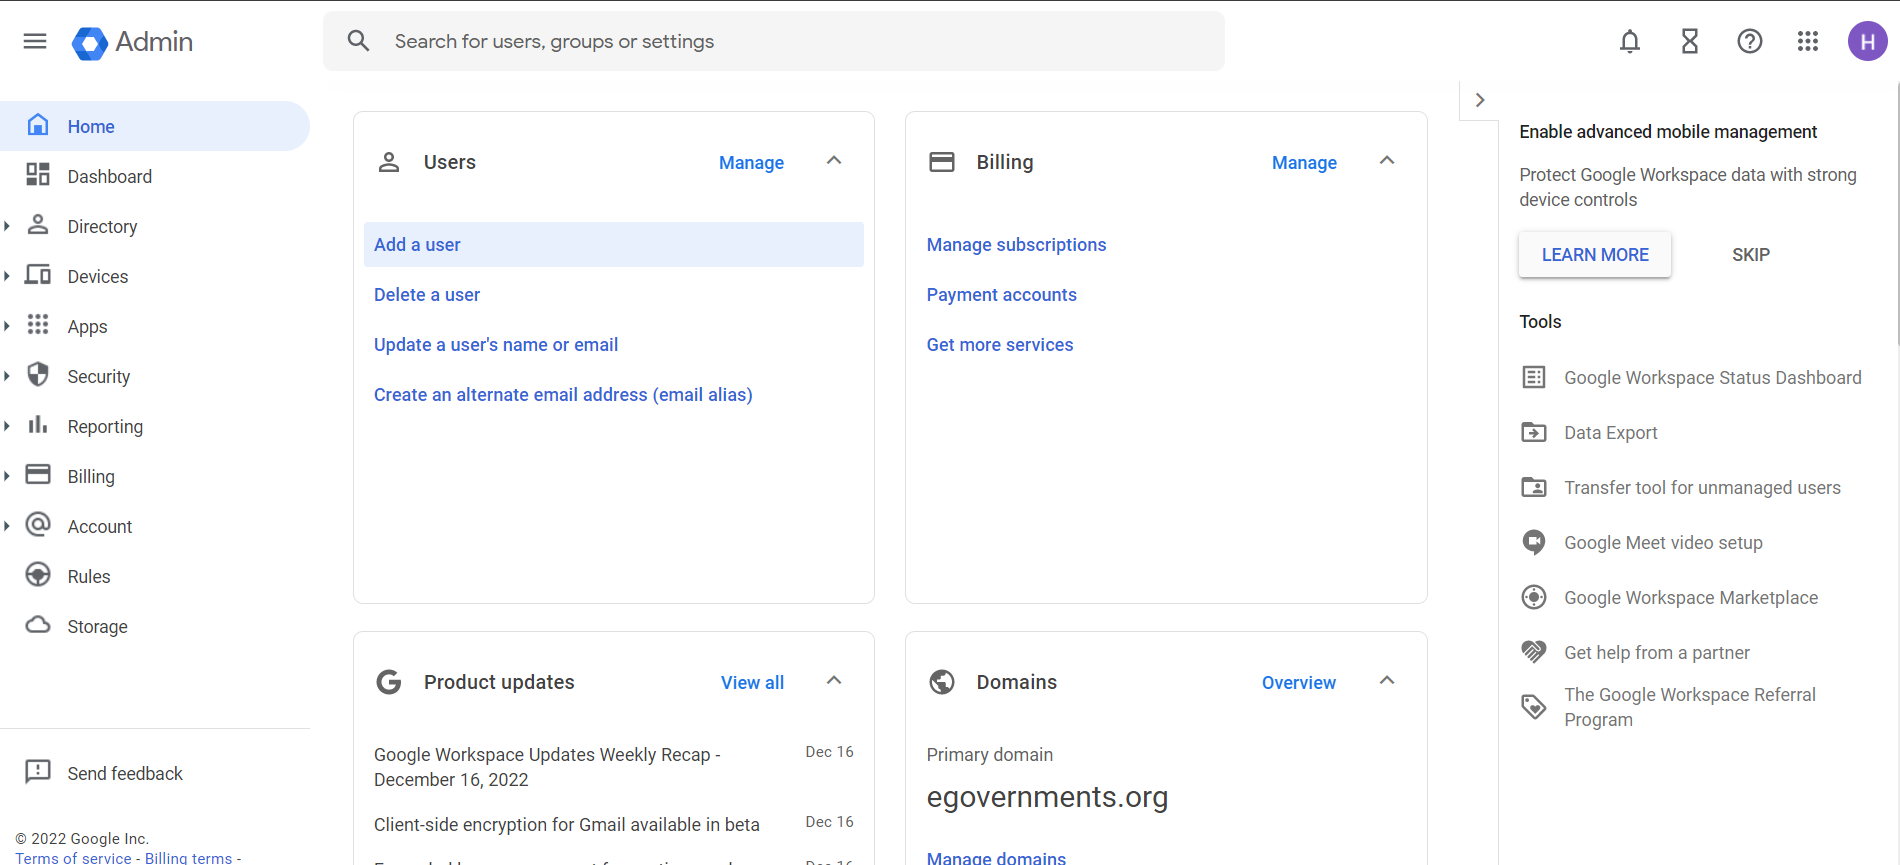 Admin
Search for users, groups or settings
H
Home
Dashboard
Directory
Devices
Apps
Security
Reporting
Billing
Account
Rules
Storage
Send feedback
© 2022 Google Inc.
Terms of service - Billing terms -
Users
Manage
Add a user
Delete a user
Update a user's name or email
Create an alternate email address (email alias)
Billing
Manage
Manage subscriptions
Payment accounts
Get more services
Product updates
View all
Google Workspace Updates Weekly Recap -
December 16, 2022
Dec 16
Client-side encryption for Gmail available in beta
Dec 16
Domains
Overview
Primary domain
egovernments.org
Manage domains
Enable advanced mobile management
Protect Google Workspace data with strong
device controls
LEARN MORE
SKIP
Tools
Google Workspace Status Dashboard
Data Export
Transfer tool for unmanaged users
Google Meet video setup
Google Workspace Marketplace
Get help from a partner
The Google Workspace Referral
Program